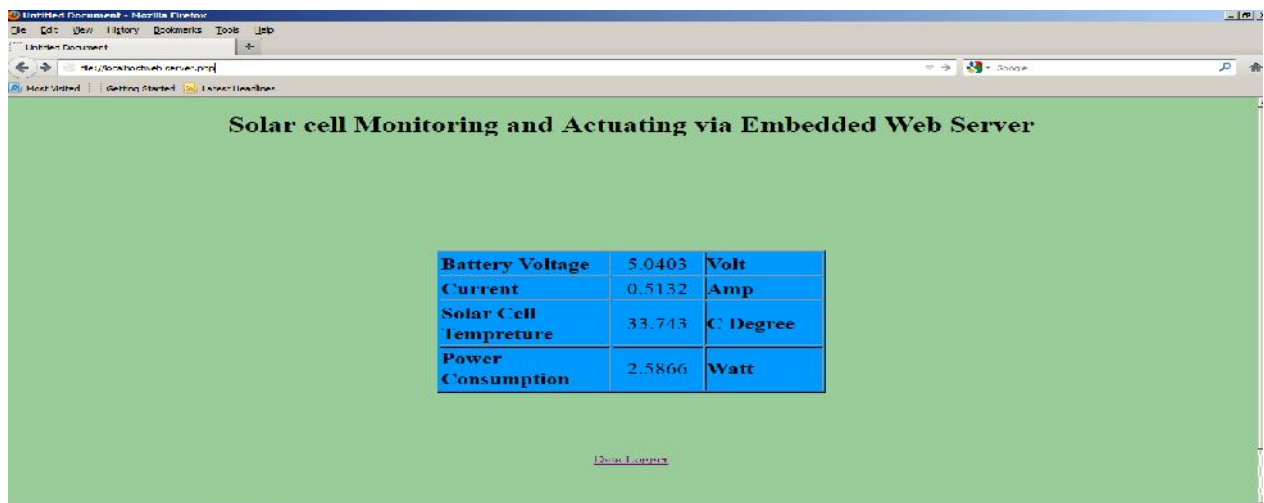 Untitled Document - Mozilla Firefox
File Edit View History Bookmarks Tools Help
Untitled Document
Google
Most Visited Getting Started Latest Headlines
Solar cell Monitoring and Actuating via Embedded Web Server
Battery Voltage 5.0403 Volt
Current 0.5132 Amp
Solar Cell
Tempreture 33.743 C Degree
Power
Consumption 2.5866 Watt